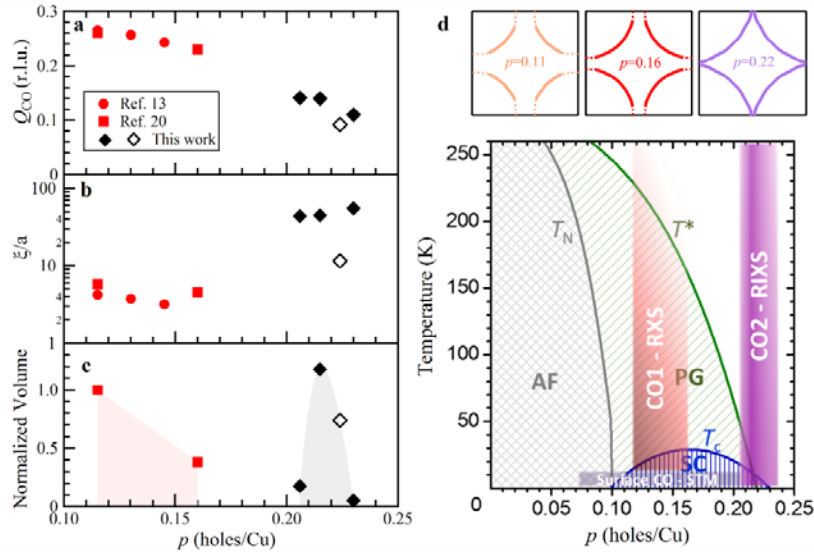 a
Q_CO (r.l.u.)
0.3
0.2
0.1
0
Ref. 13
Ref. 20
This work
b
ξ/a
100
4
2
10
4
2
1
c
Normalized Volume
1.0
0.5
0
0.10
0.15
0.20
0.25
p (holes/Cu)
d
p=0.11
p=0.16
p=0.22
Temperature (K)
250
200
150
100
50
0
T_N
T*
CO1 - RXS
CO2 - RIXS
AF
PG
T_c
SC
Surface CO - STM
0.00
0.05
0.10
0.15
0.20
0.25
p (holes/Cu)